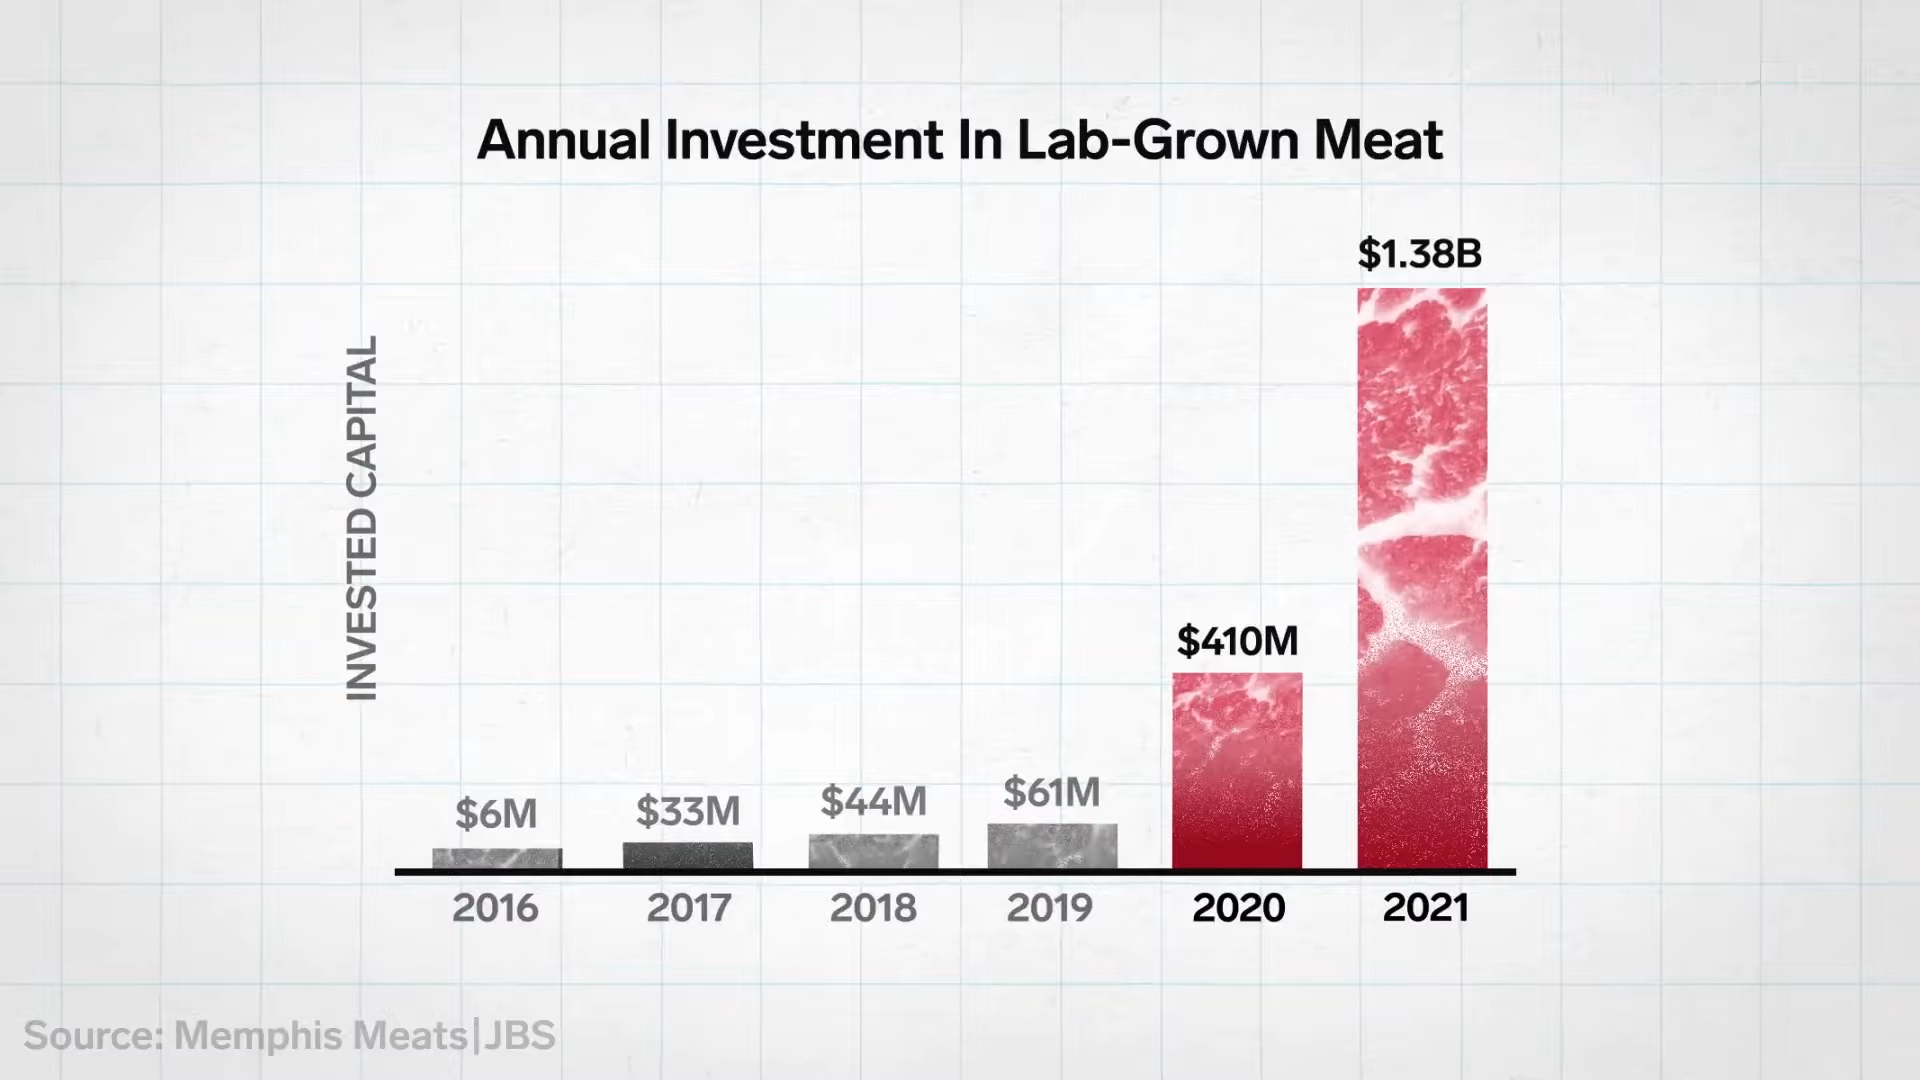 Annual Investment In Lab-Grown Meat
INVESTED CAPITAL
$6M
$33M
$44M
$61M
$410M
$1.38B
2016
2017
2018
2019
2020
2021
Source: Memphis Meats|JBS